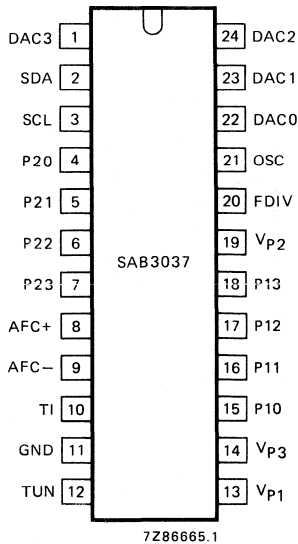 DAC3 1 24 DAC2
SDA 2 23 DAC1
SCL 3 22 DAC0
P20 4 21 OSC
P21 5 20 FDIV
P22 6 19 VP2
P23 7 18 P13
SAB3037
AFC+ 8 17 P12
AFC− 9 16 P11
TI 10 15 P10
GND 11 14 VP3
TUN 12 13 VP1
7Z86665.1